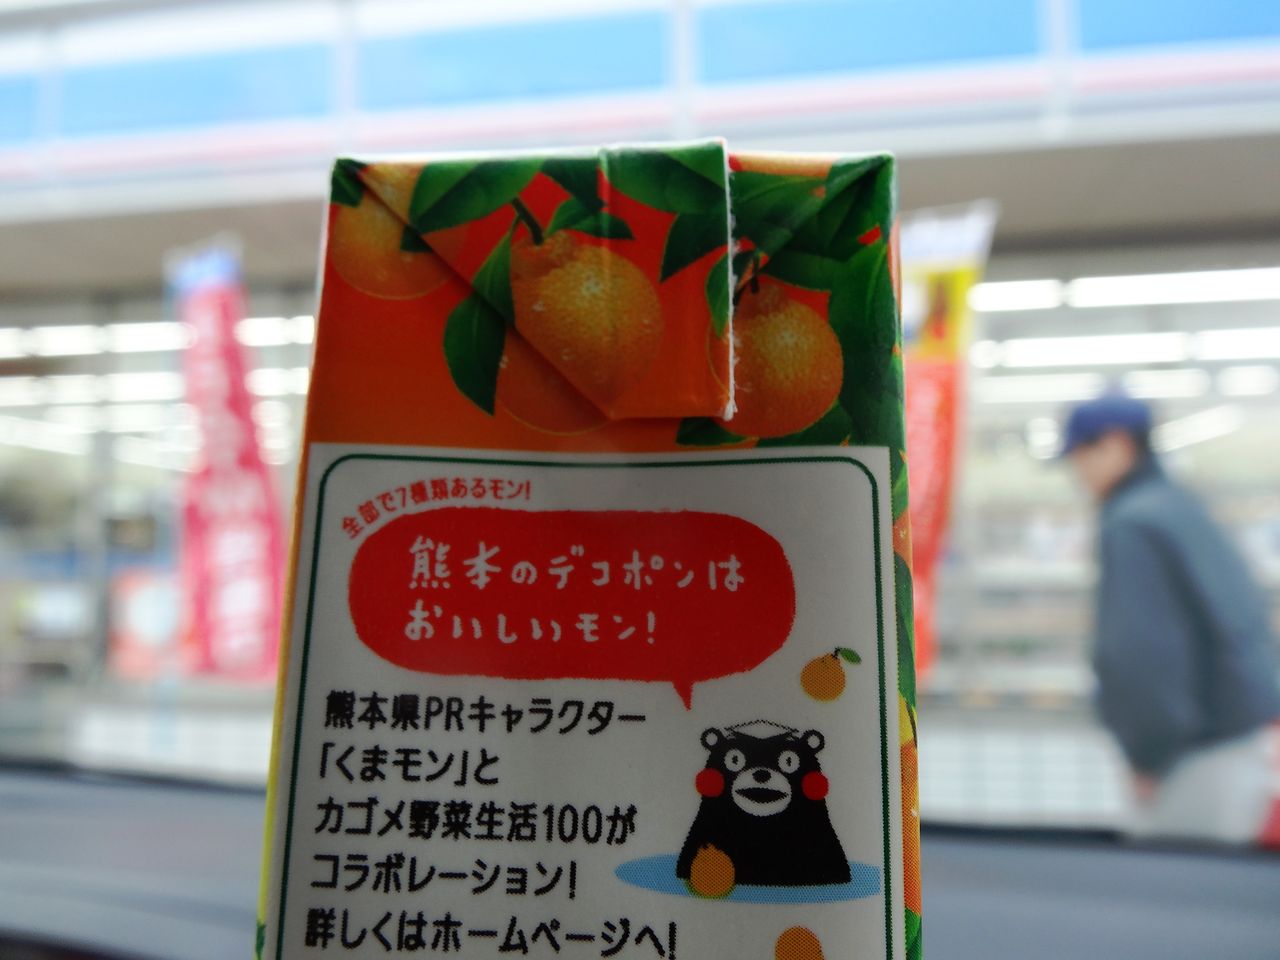 全部で7種類あるモン!
熊本のデコポンは
おいしいモン!
熊本県PRキャラクター
「くまモン」と
カゴメ野菜生活100が
コラボレーション!
詳しくはホームページへ!